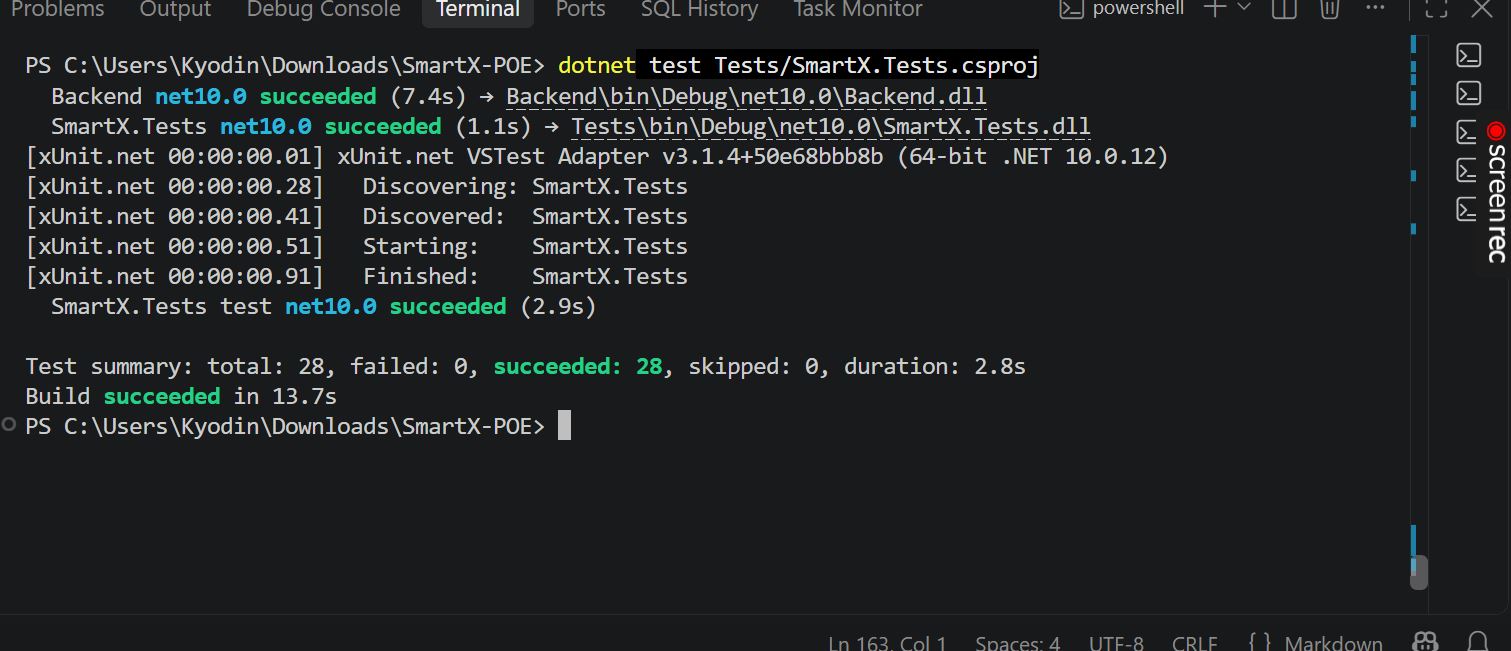 Problems Output Debug Console Terminal Ports SQL History Task Monitor powershell
PS C:\Users\Kyodin\Downloads\SmartX-POE> dotnet test Tests/SmartX.Tests.csproj
Backend net10.0 succeeded (7.4s) → Backend\bin\Debug\net10.0\Backend.dll
SmartX.Tests net10.0 succeeded (1.1s) → Tests\bin\Debug\net10.0\SmartX.Tests.dll
[xUnit.net 00:00:00.01] xUnit.net VSTest Adapter v3.1.4+50e68bbb8b (64-bit .NET 10.0.12)
[xUnit.net 00:00:00.28]   Discovering: SmartX.Tests
[xUnit.net 00:00:00.41]   Discovered:  SmartX.Tests
[xUnit.net 00:00:00.51]   Starting:    SmartX.Tests
[xUnit.net 00:00:00.91]   Finished:    SmartX.Tests
SmartX.Tests test net10.0 succeeded (2.9s)
Test summary: total: 28, failed: 0, succeeded: 28, skipped: 0, duration: 2.8s
Build succeeded in 13.7s
PS C:\Users\Kyodin\Downloads\SmartX-POE>
screenrec
Ln 163, Col 1 Spaces: 4 UTF-8 CRLF {} Markdown